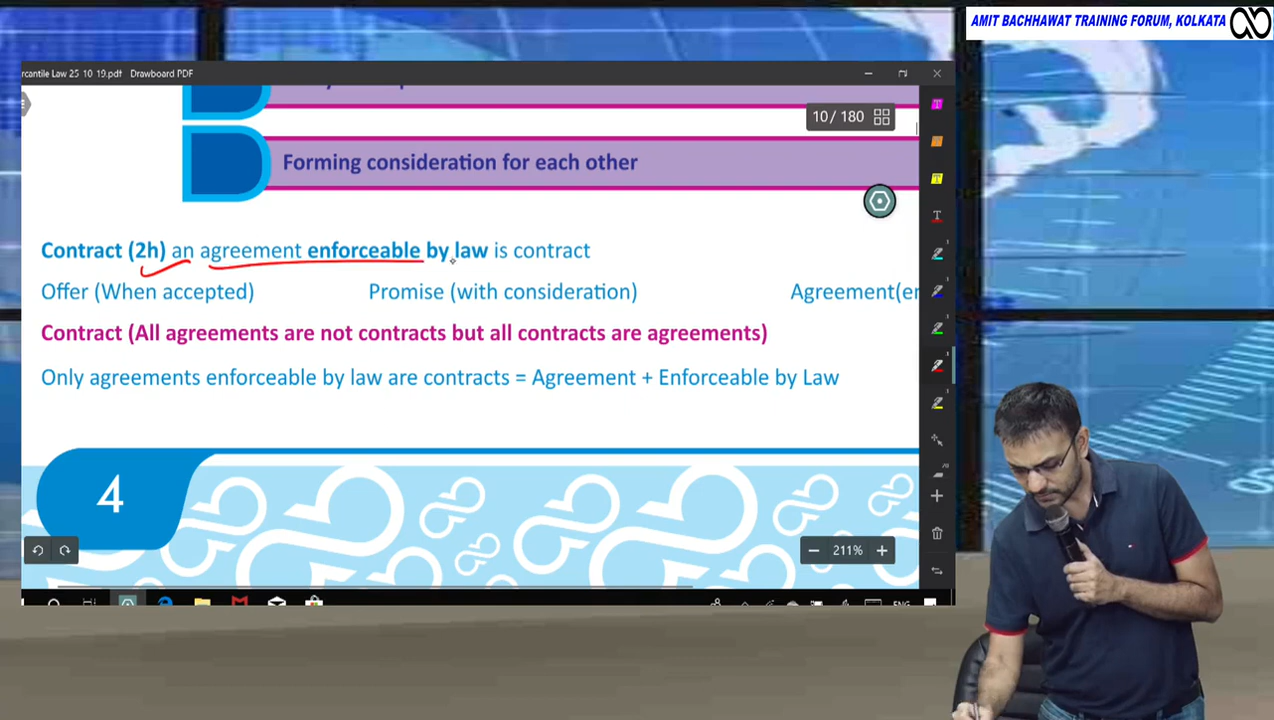 AMIT BACHHAWAT TRAINING FORUM, KOLKATA
rcantile Law 25 10 19.pdf Drawboard PDF
10 / 180
Forming consideration for each other
Contract (2h) an agreement enforceable by law is contract
Offer (When accepted) Promise (with consideration) Agreement(er
Contract (All agreements are not contracts but all contracts are agreements)
Only agreements enforceable by law are contracts = Agreement + Enforceable by Law
4
211%
ENG